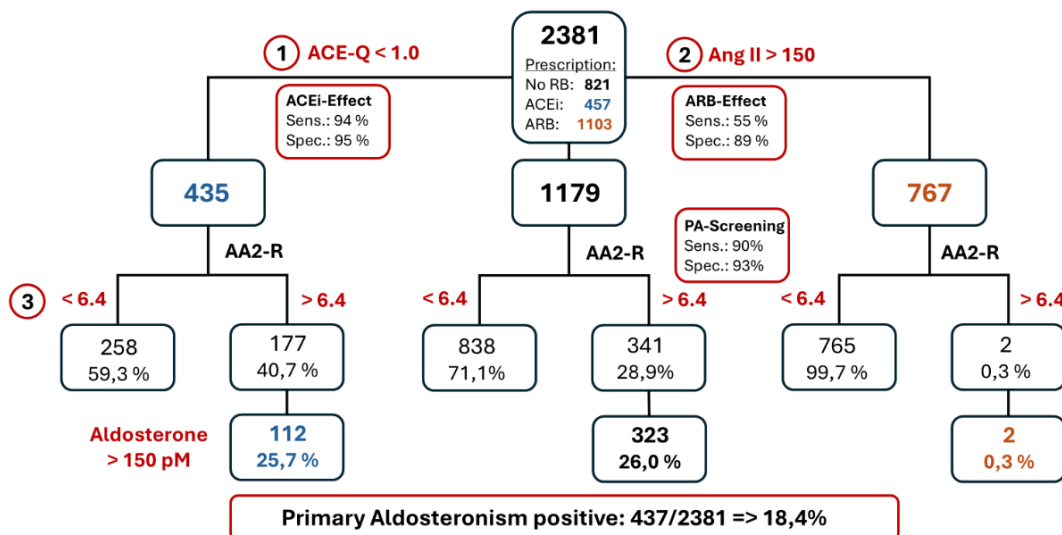 2381
Prescription:
No RB: 821
ACEi: 457
ARB: 1103
1 ACE-Q < 1.0
2 Ang II > 150
ACEi-Effect
Sens.: 94 %
Spec.: 95 %
ARB-Effect
Sens.: 55 %
Spec.: 89 %
435
1179
767
PA-Screening
Sens.: 90%
Spec.: 93%
AA2-R
AA2-R
AA2-R
3 < 6.4
> 6.4
< 6.4
> 6.4
< 6.4
> 6.4
258
59,3 %
177
40,7 %
838
71,1%
341
28,9%
765
99,7 %
2
0,3 %
Aldosterone
> 150 pM
112
25,7 %
323
26,0 %
2
0,3 %
Primary Aldosteronism positive: 437/2381 => 18,4%